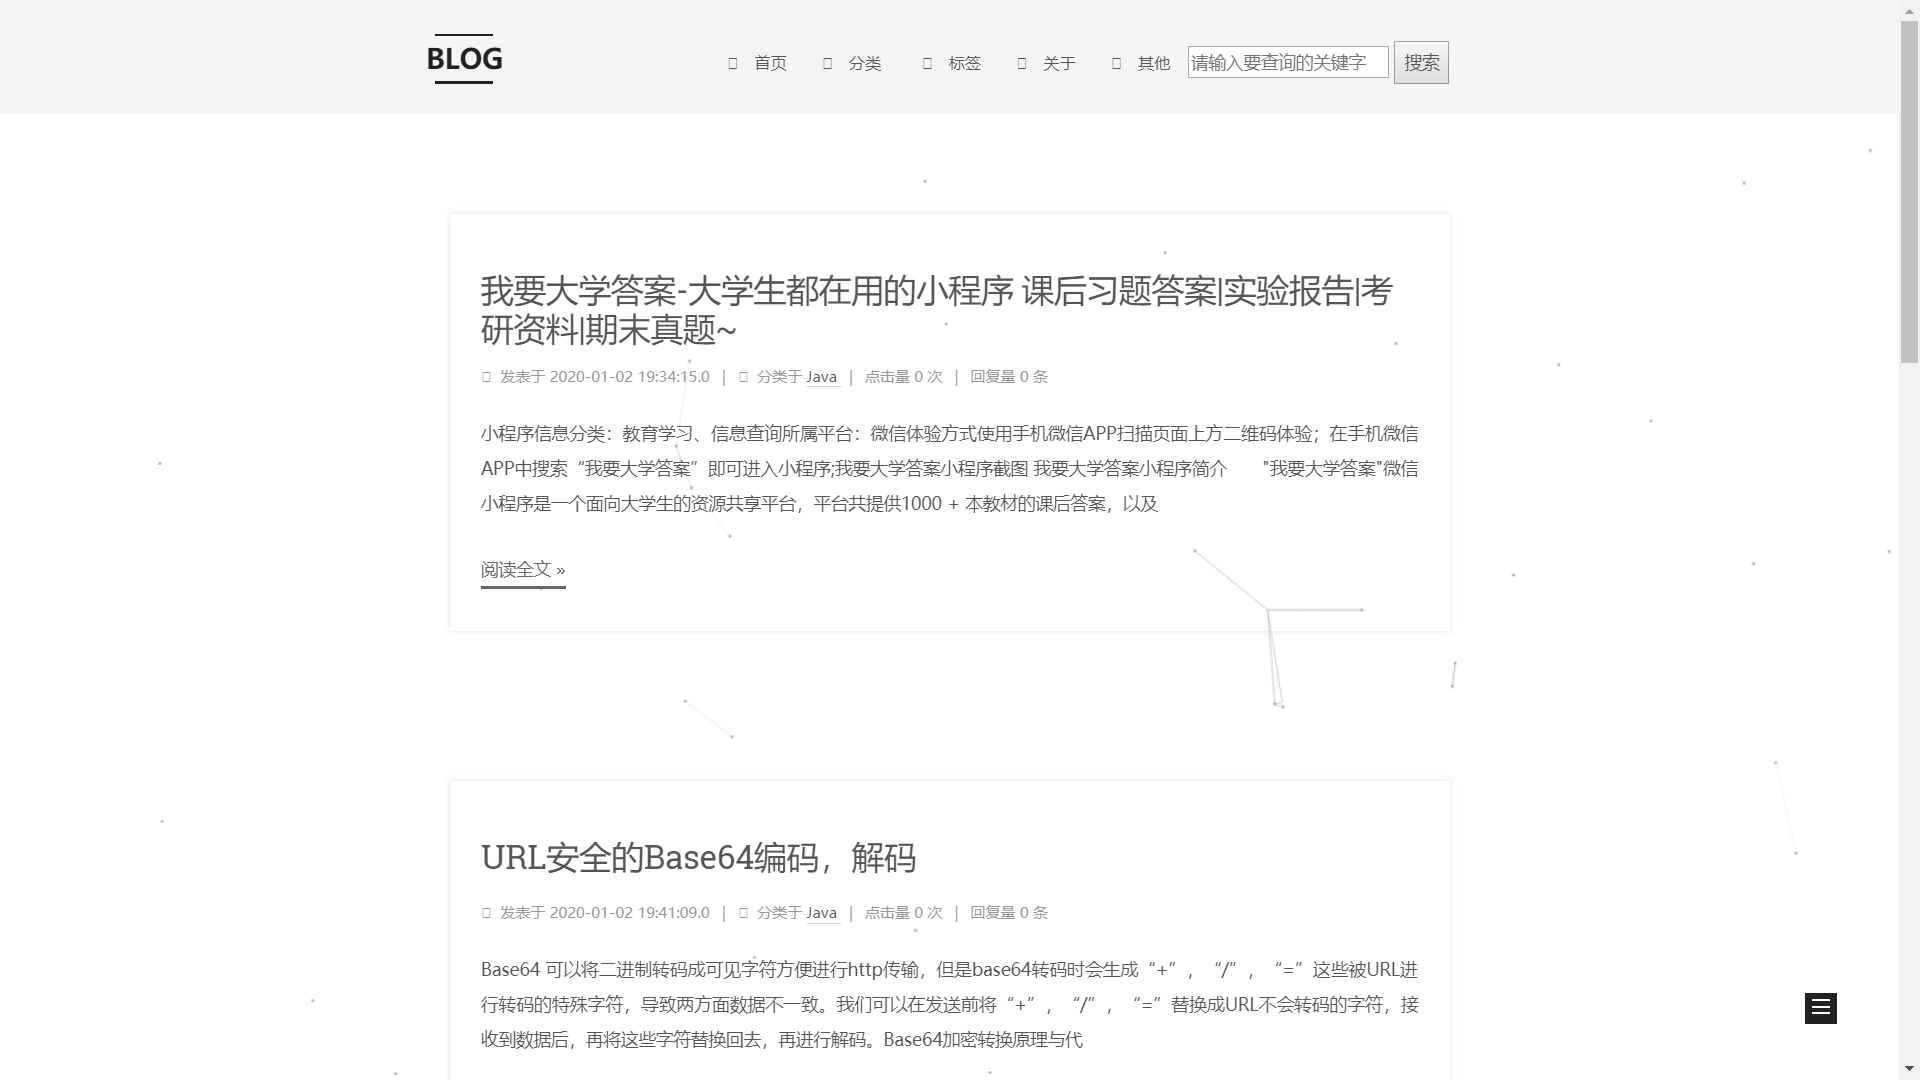 BLOG
首页 分类 标签 关于 其他 请输入要查询的关键字 搜索
我要大学答案-大学生都在用的小程序 课后习题答案|实验报告|考
研资料|期末真题~
发表于 2020-01-02 19:34:15.0 | 分类于 Java | 点击量 0 次 | 回复量 0 条
小程序信息分类：教育学习、信息查询所属平台：微信体验方式使用手机微信APP扫描页面上方二维码体验；在手机微信
APP中搜索“我要大学答案”即可进入小程序;我要大学答案小程序截图 我要大学答案小程序简介　　"我要大学答案"微信
小程序是一个面向大学生的资源共享平台，平台共提供1000 + 本教材的课后答案，以及
阅读全文 »
URL安全的Base64编码，解码
发表于 2020-01-02 19:41:09.0 | 分类于 Java | 点击量 0 次 | 回复量 0 条
Base64 可以将二进制转码成可见字符方便进行http传输，但是base64转码时会生成“+”，“/”，“=”这些被URL进
行转码的特殊字符，导致两方面数据不一致。我们可以在发送前将“+”，“/”，“=”替换成URL不会转码的字符，接
收到数据后，再将这些字符替换回去，再进行解码。Base64加密转换原理与代